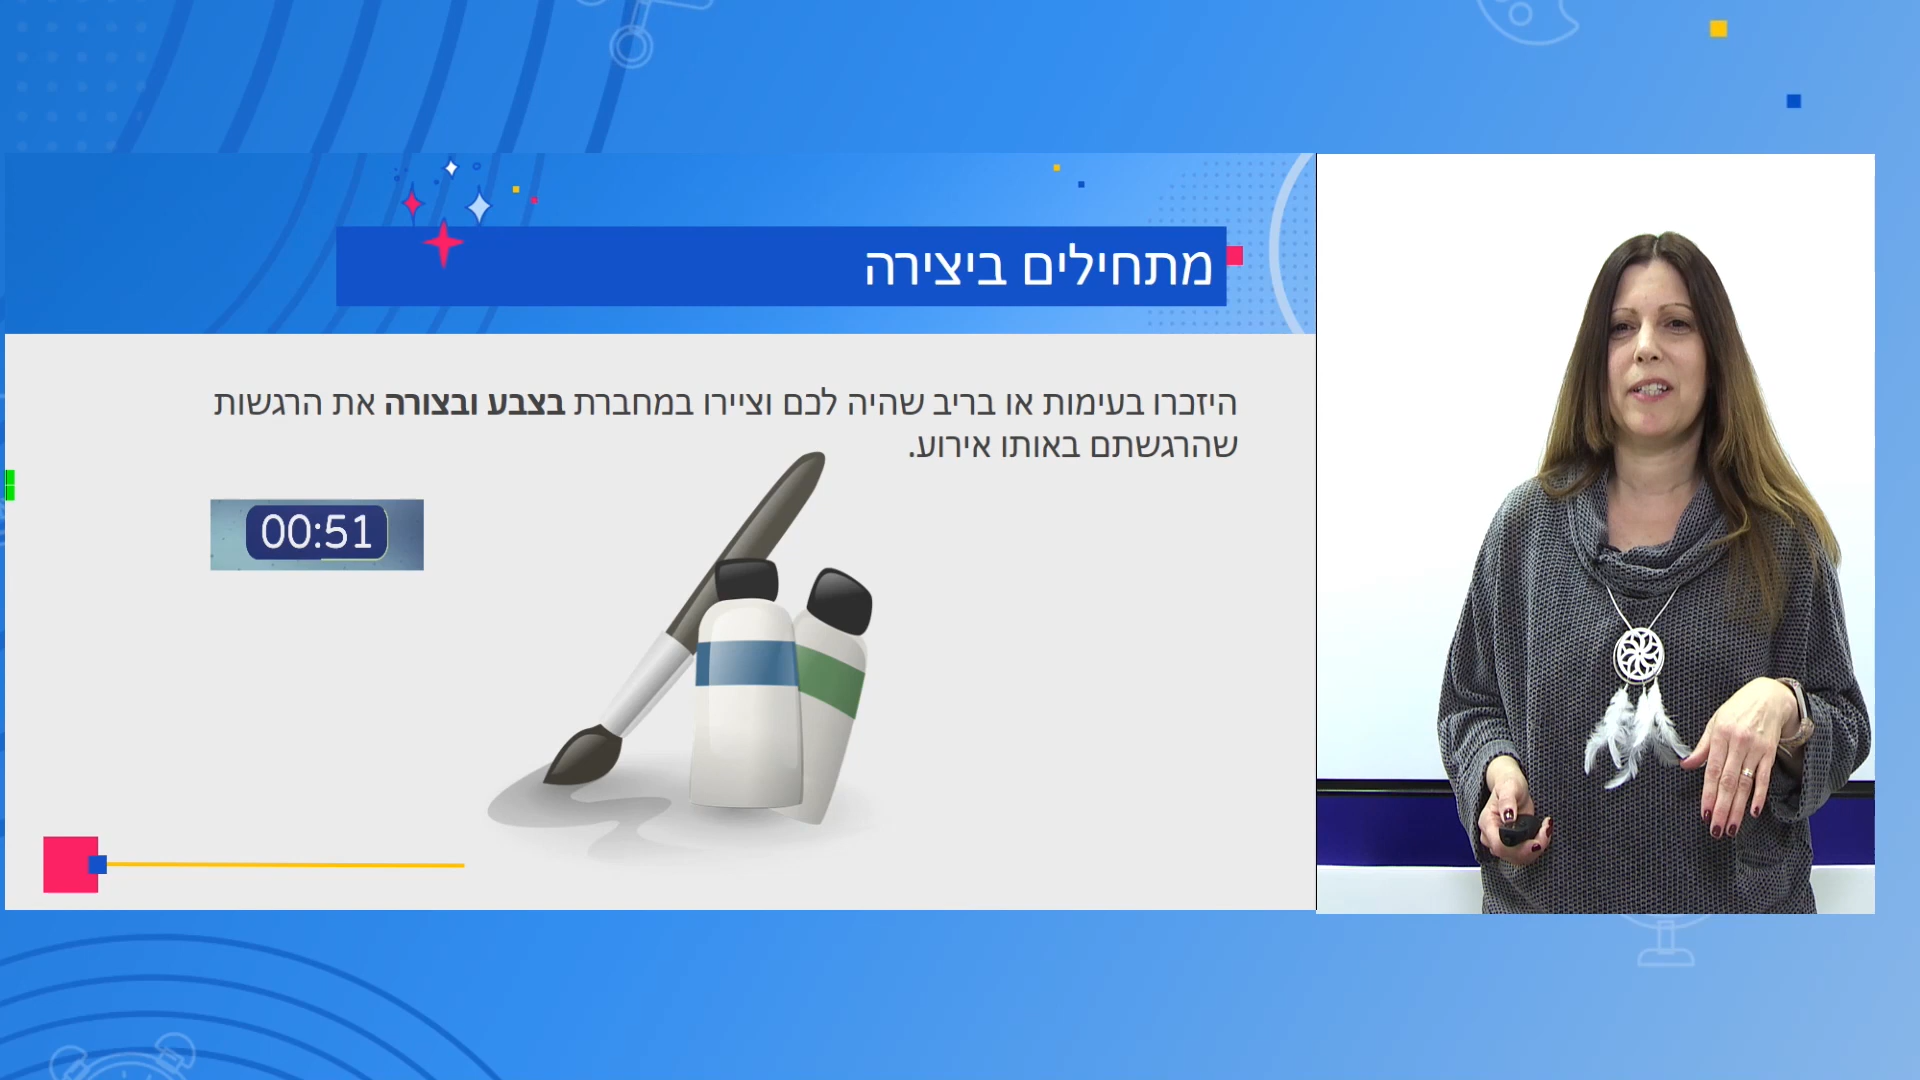 מתחילים ביצירה
היזכרו בעימות או בריב שהיה לכם וציירו במחברת בצבע ובצורה את הרגשות
שהרגשתם באותו אירוע.
00:51